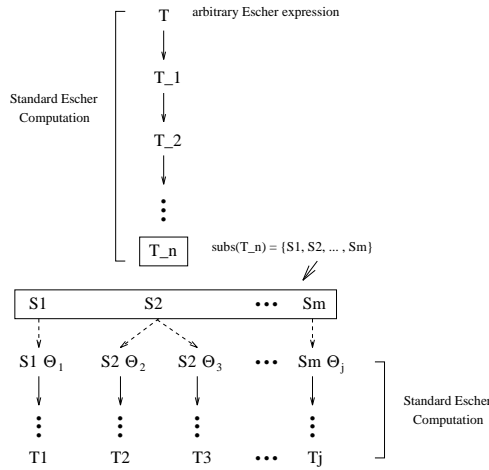 T arbitrary Escher expression
T_1
Standard Escher
Computation
T_2
•••
T_n subs(T_n) = {S1, S2, ... , Sm}
S1 S2 ••• Sm
S1 Θ1 S2 Θ2 S2 Θ3 ••• Sm Θj
Standard Escher
Computation
••• ••• ••• •••
T1 T2 T3 ••• Tj